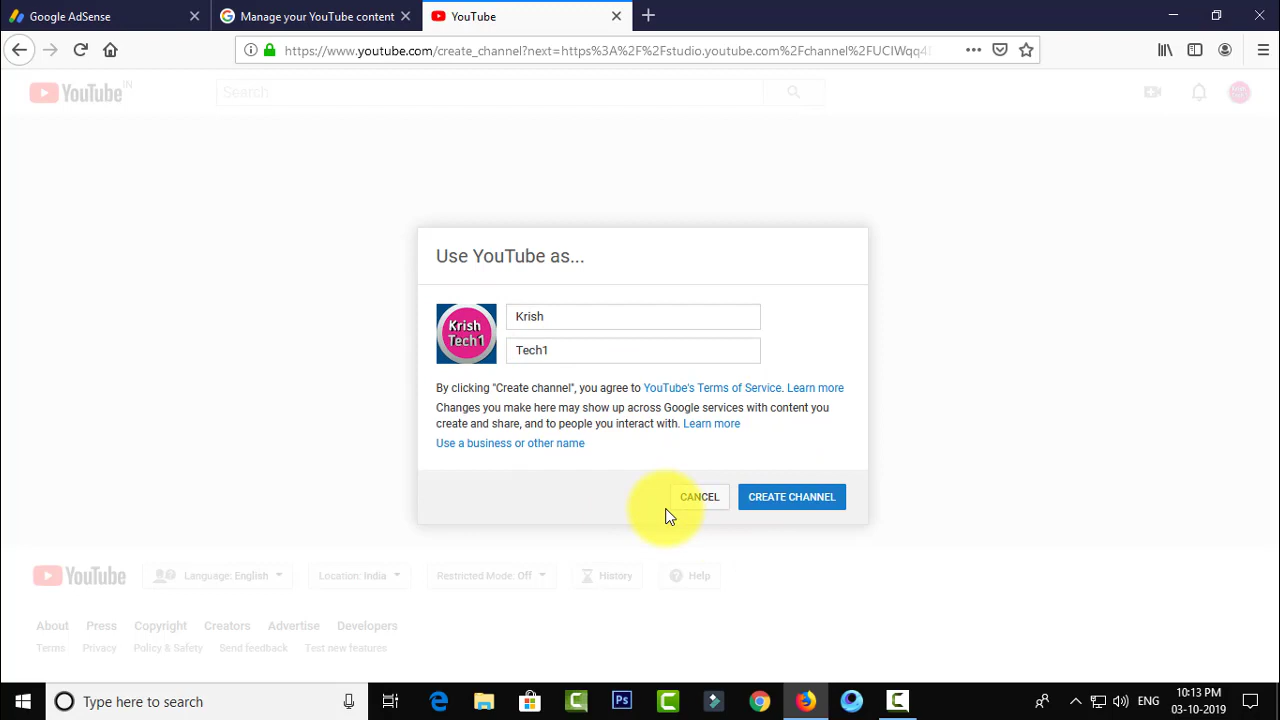 Google AdSense
Manage your YouTube content
YouTube
https://www.youtube.com/create_channel?next=https%3A%2F%2Fstudio.youtube.com%2Fchannel%2FUCIWqq4
YouTube IN
Search
Krish Tech1
Use YouTube as...
Krish
Tech1
Krish
Tech1
By clicking "Create channel", you agree to YouTube's Terms of Service. Learn more
Changes you make here may show up across Google services with content you
create and share, and to people you interact with. Learn more
Use a business or other name
CANCEL
CREATE CHANNEL
YouTube
Language: English
Location: India
Restricted Mode: Off
History
Help
About Press Copyright Creators Advertise Developers
Terms Privacy Policy & Safety Send feedback Test new features
Type here to search
Ps
ENG
10:13 PM
03-10-2019